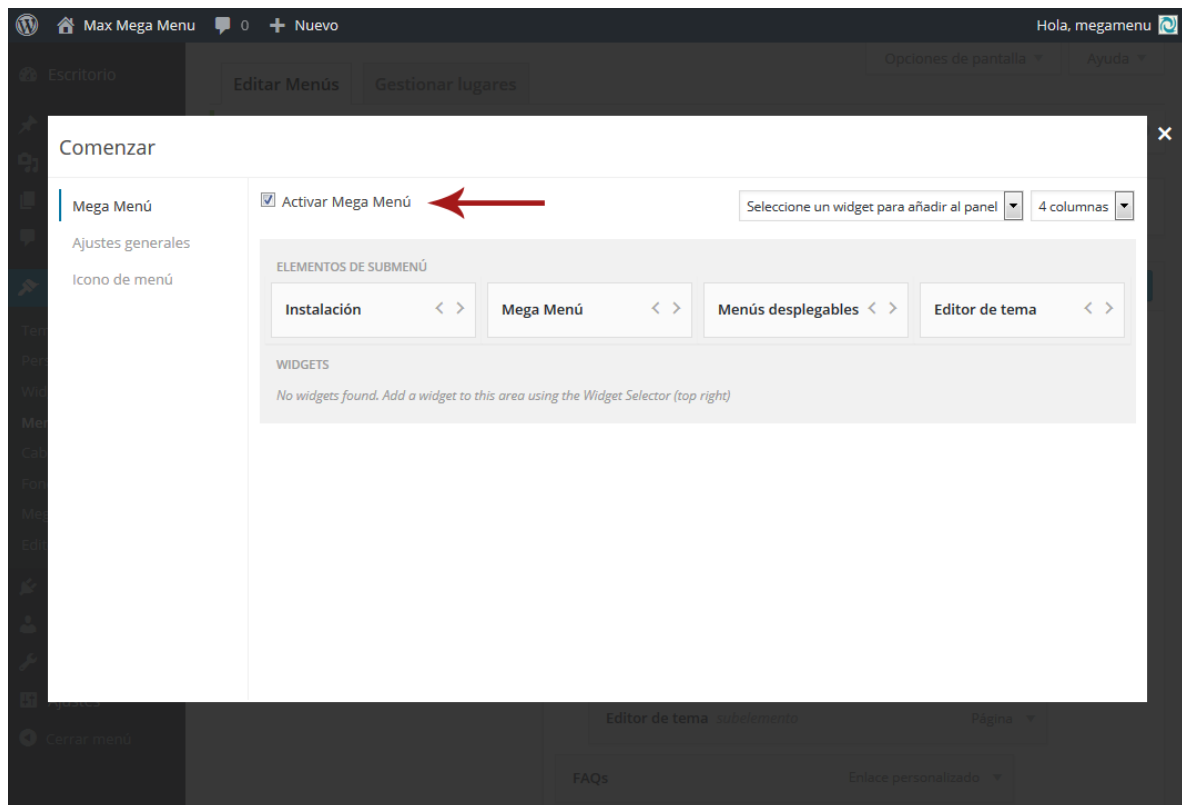 Max Mega Menu 0 Nuevo Hola, megamenu
Opciones de pantalla Ayuda
Escritorio
Editar Menús Gestionar lugares
Comenzar
Mega Menú
Ajustes generales
Icono de menú
Activar Mega Menú
Seleccione un widget para añadir al panel 4 columnas
ELEMENTOS DE SUBMENÚ
Instalación Mega Menú Menús desplegables Editor de tema
WIDGETS
No widgets found. Add a widget to this area using the Widget Selector (top right)
Ajustes
Editor de tema subelemento Página
Cerrar menú
FAQs Enlace personalizado